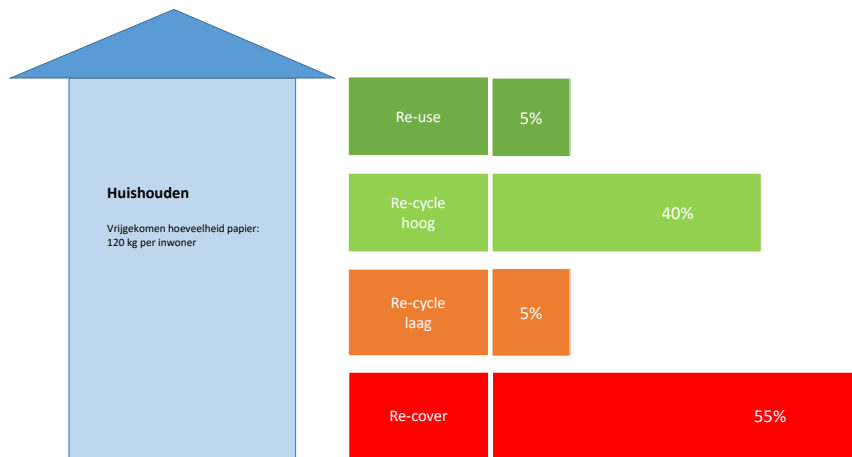 Huishouden
Vrijgekomen hoeveelheid papier:
120 kg per inwoner
Re-use
5%
Re-cycle
hoog
40%
Re-cycle
laag
5%
Re-cover
55%